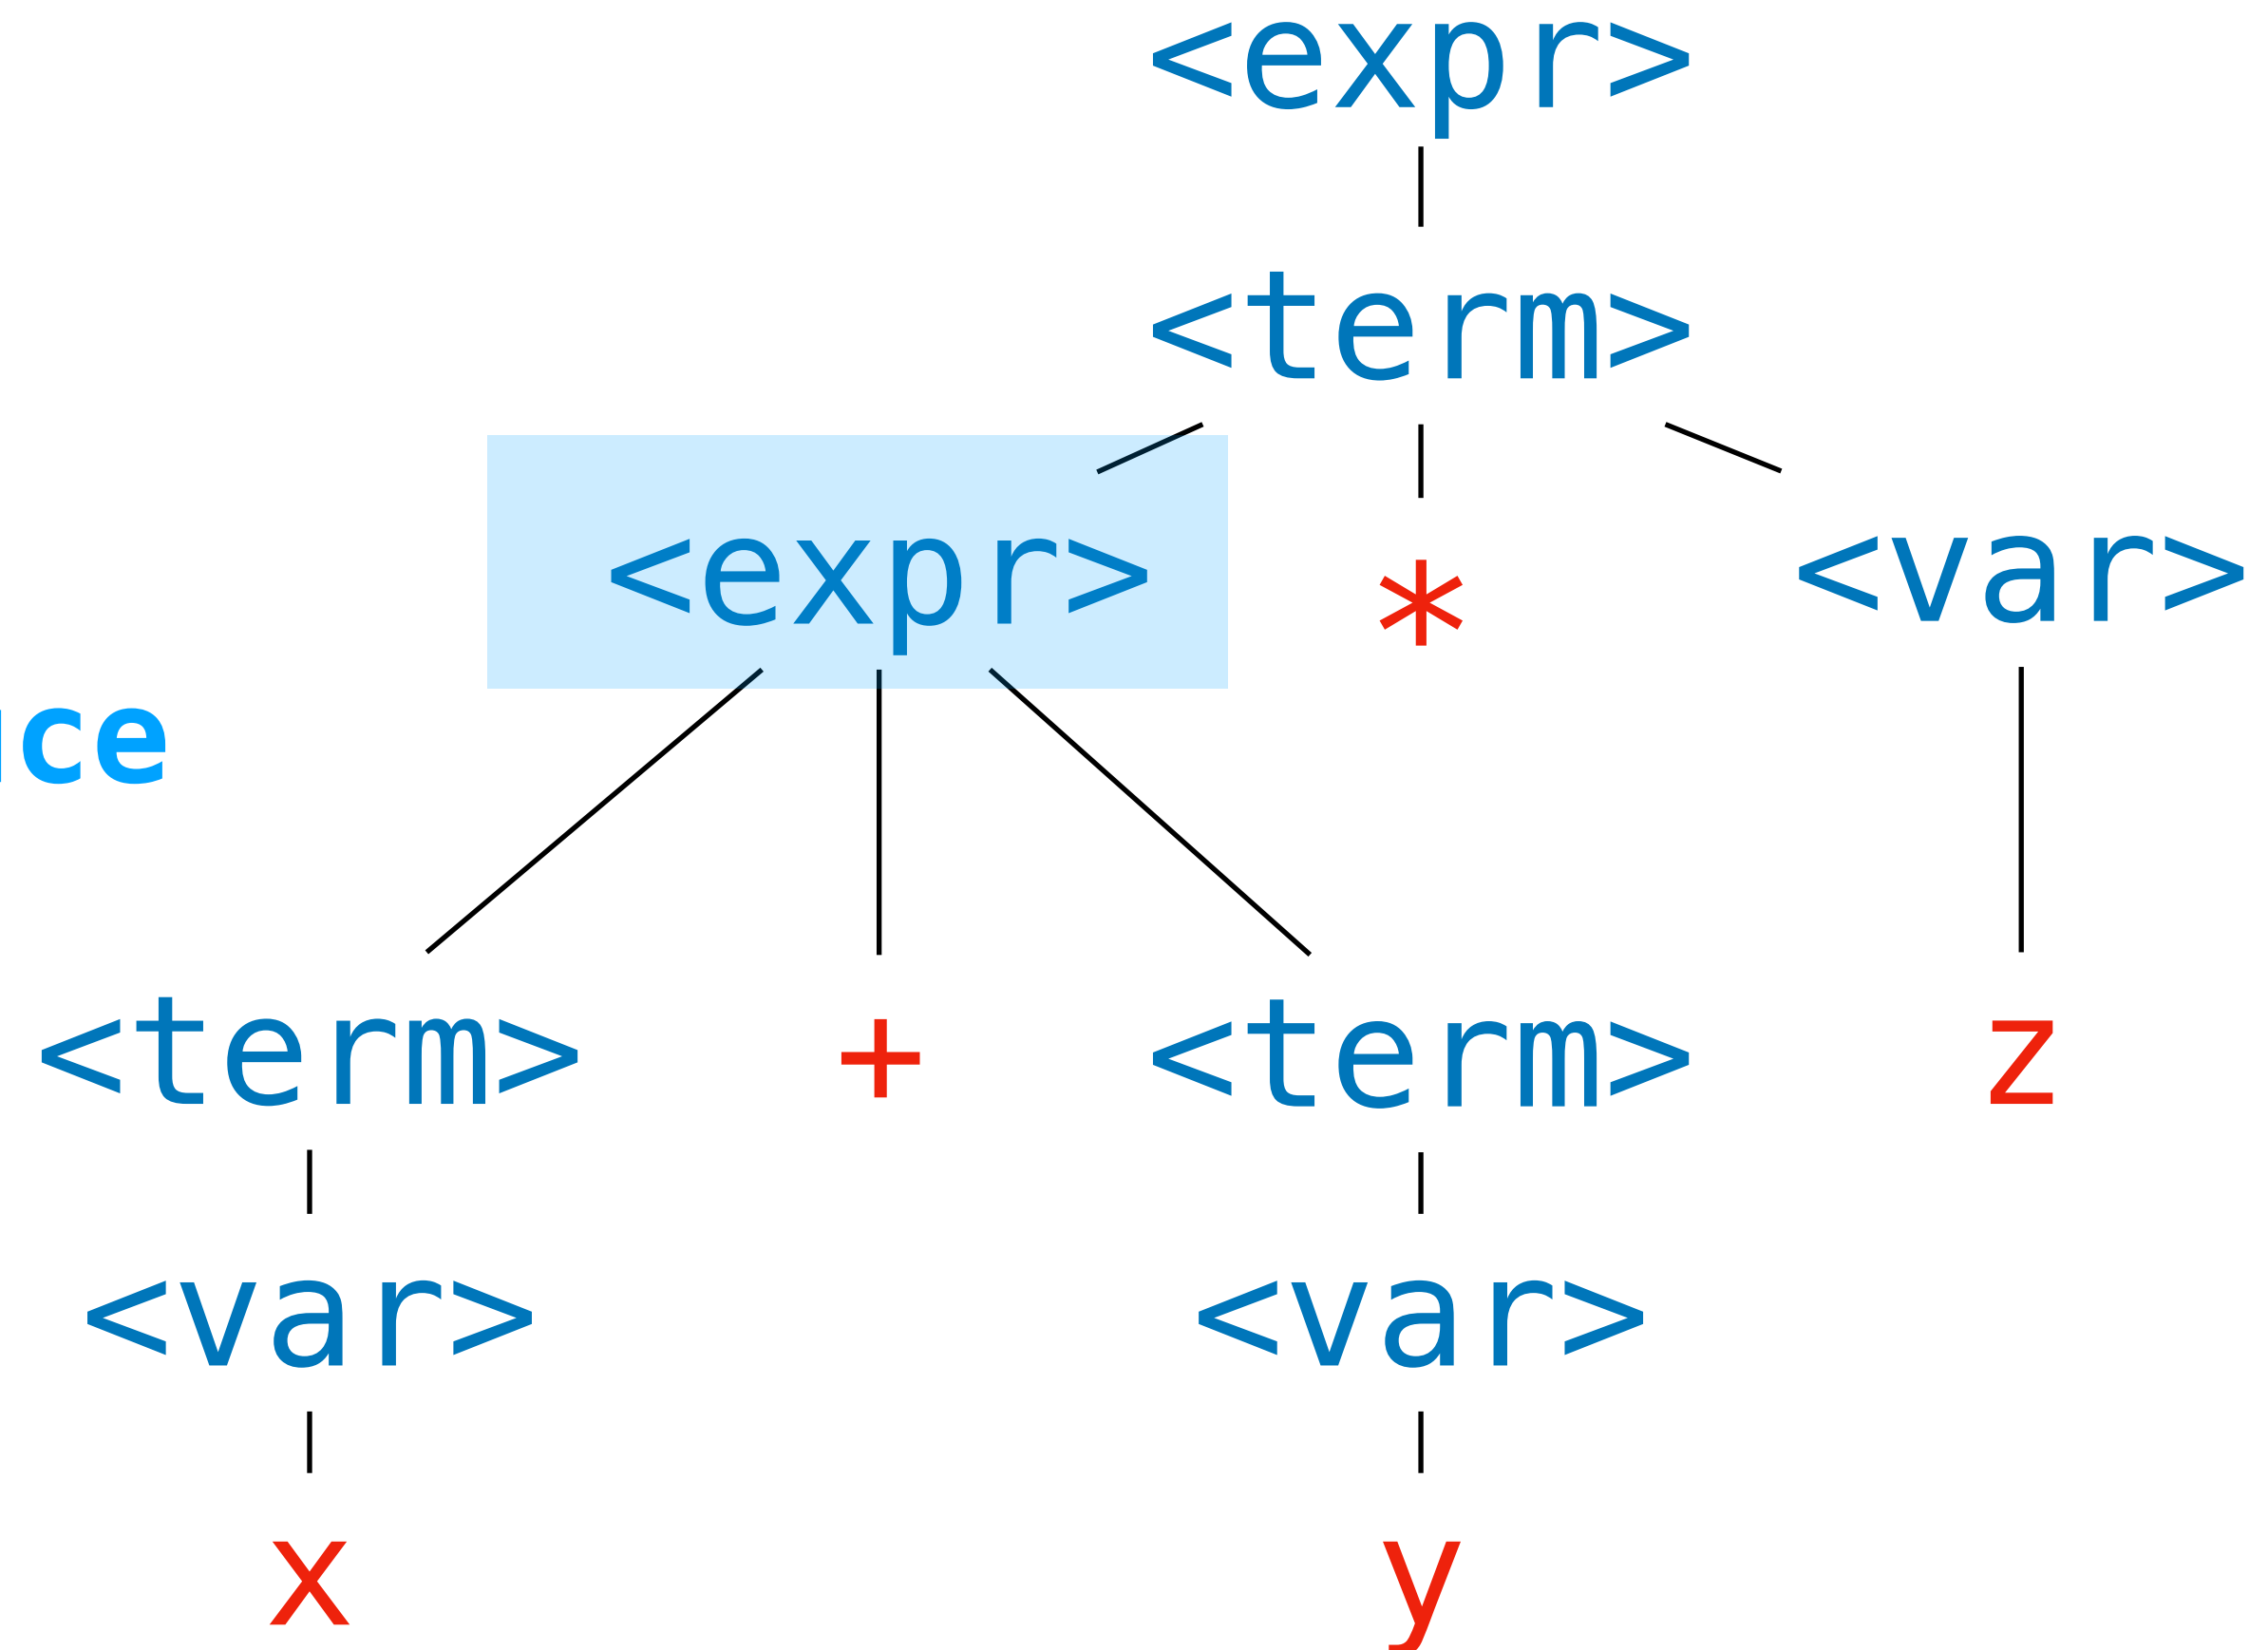 <expr>
<term>
<expr> * <var>
ce
<term> + <term> z
<var> <var>
x y